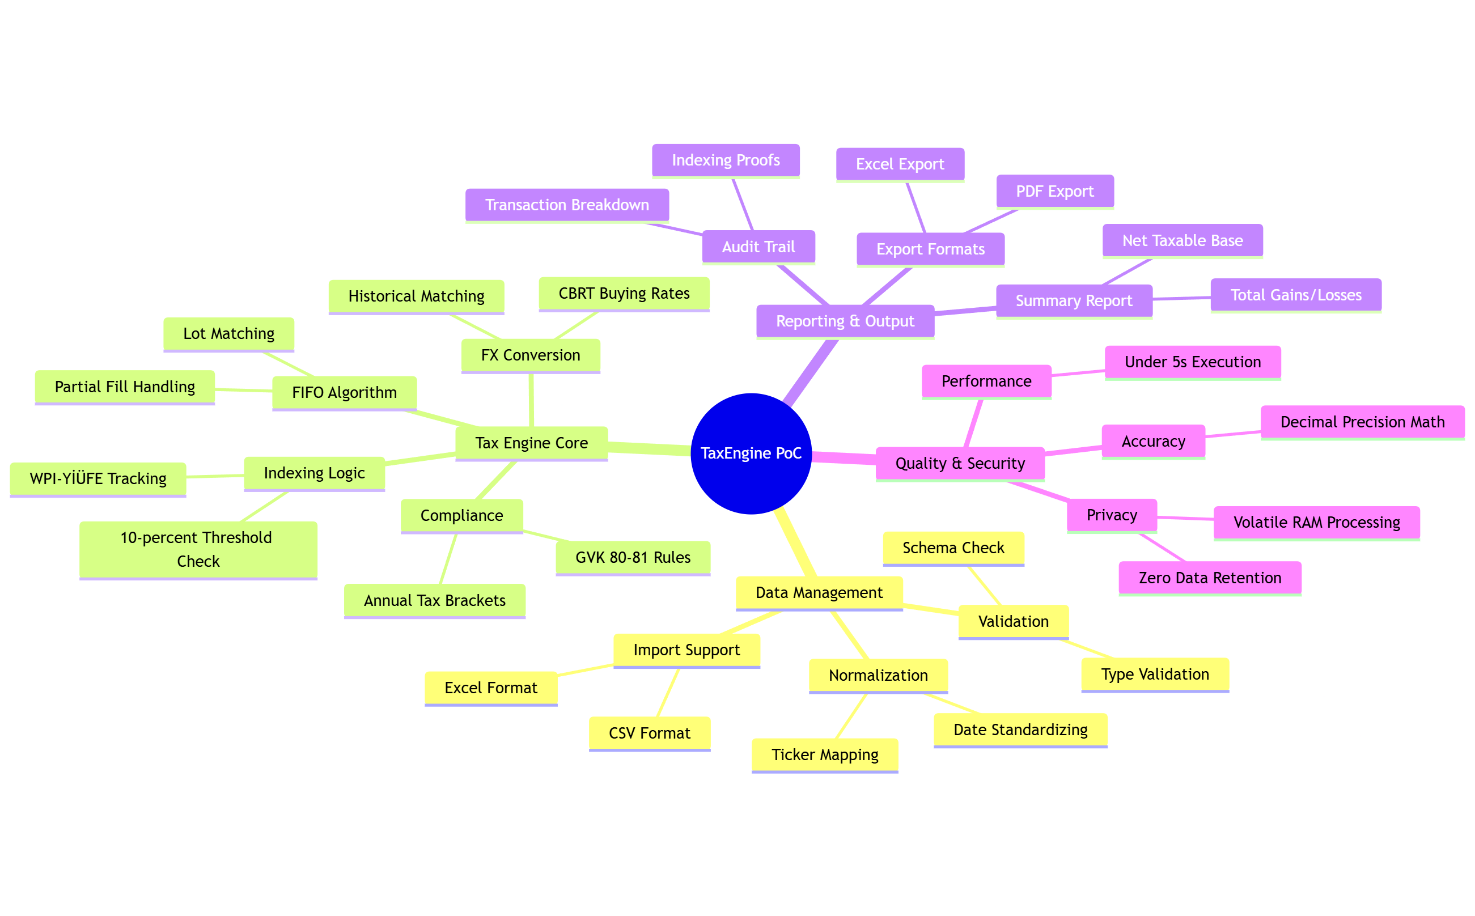 Indexing Proofs
Excel Export
Transaction Breakdown
PDF Export
Audit Trail
Export Formats
Net Taxable Base
Historical Matching
CBRT Buying Rates
Summary Report
Total Gains/Losses
Reporting & Output
Lot Matching
FX Conversion
Under 5s Execution
Partial Fill Handling
FIFO Algorithm
Performance
Tax Engine Core
TaxEngine PoC
Accuracy
Decimal Precision Math
WPI-YİÜFE Tracking
Indexing Logic
Quality & Security
Compliance
Privacy
Volatile RAM Processing
10-percent Threshold
Check
GVK 80-81 Rules
Schema Check
Zero Data Retention
Annual Tax Brackets
Data Management
Validation
Import Support
Normalization
Type Validation
Excel Format
CSV Format
Date Standardizing
Ticker Mapping